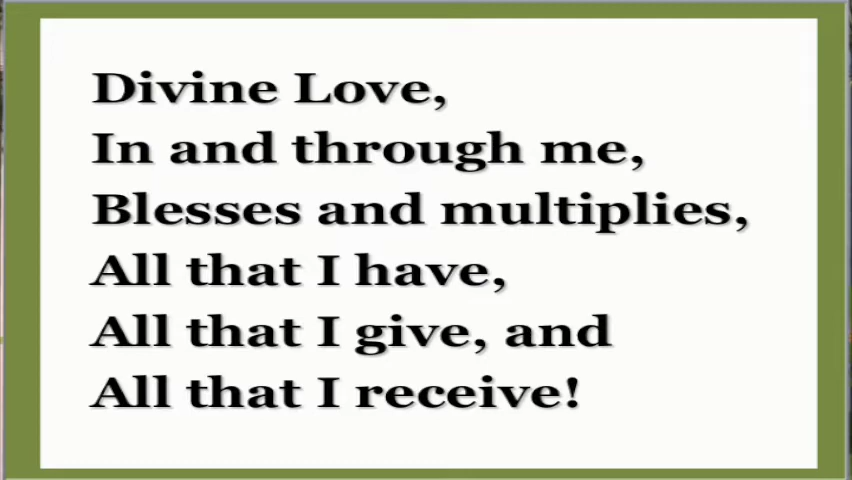 Divine Love,
In and through me,
Blesses and multiplies,
All that I have,
All that I give, and
All that I receive!